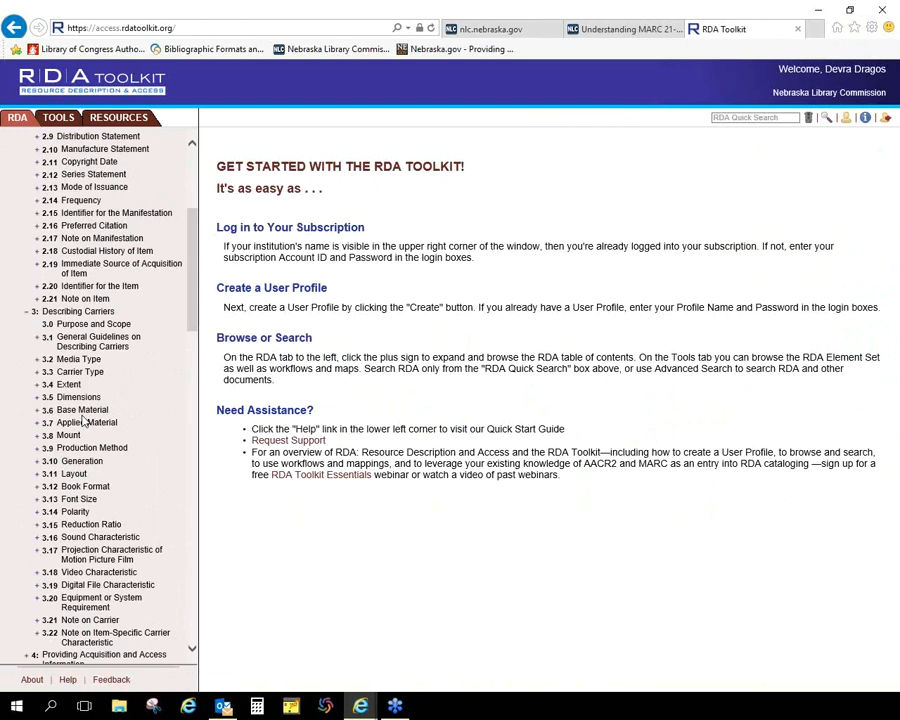 https://access.rdatoolkit.org/
nlc.nebraska.gov
Understanding MARC 21-...
RDA Toolkit
Library of Congress Autho...
Bibliographic Formats an...
Nebraska Library Commis...
Nebraska.gov - Providing ...
RDA TOOLKIT
RESOURCE DESCRIPTION & ACCESS
Welcome, Devra Dragos
Nebraska Library Commission
RDA
TOOLS
RESOURCES
RDA Quick Search
2.9 Distribution Statement
2.10 Manufacture Statement
2.11 Copyright Date
2.12 Series Statement
2.13 Mode of Issuance
2.14 Frequency
2.15 Identifier for the Manifestation
2.16 Preferred Citation
2.17 Note on Manifestation
2.18 Custodial History of Item
2.19 Immediate Source of Acquisition
of Item
2.20 Identifier for the Item
2.21 Note on Item
3: Describing Carriers
3.0 Purpose and Scope
3.1 General Guidelines on
Describing Carriers
3.2 Media Type
3.3 Carrier Type
3.4 Extent
3.5 Dimensions
3.6 Base Material
3.7 Applied Material
3.8 Mount
3.9 Production Method
3.10 Generation
3.11 Layout
3.12 Book Format
3.13 Font Size
3.14 Polarity
3.15 Reduction Ratio
3.16 Sound Characteristic
3.17 Projection Characteristic of
Motion Picture Film
3.18 Video Characteristic
3.19 Digital File Characteristic
3.20 Equipment or System
Requirement
3.21 Note on Carrier
3.22 Note on Item-Specific Carrier
Characteristic
4: Providing Acquisition and Access
Information
About
Help
Feedback
GET STARTED WITH THE RDA TOOLKIT!
It's as easy as . . .
Log in to Your Subscription
If your institution's name is visible in the upper right corner of the window, then you're already logged into your subscription. If not, enter your
subscription Account ID and Password in the login boxes.
Create a User Profile
Next, create a User Profile by clicking the "Create" button. If you already have a User Profile, enter your Profile Name and Password in the login boxes.
Browse or Search
On the RDA tab to the left, click the plus sign to expand and browse the RDA table of contents. On the Tools tab you can browse the RDA Element Set
as well as workflows and maps. Search RDA only from the "RDA Quick Search" box above, or use Advanced Search to search RDA and other
documents.
Need Assistance?
• Click the "Help" link in the lower left corner to visit our Quick Start Guide
• Request Support
• For an overview of RDA: Resource Description and Access and the RDA Toolkit—including how to create a User Profile, to browse and search,
to use workflows and mappings, and to leverage your existing knowledge of AACR2 and MARC as an entry into RDA cataloging —sign up for a
free RDA Toolkit Essentials webinar or watch a video of past webinars.